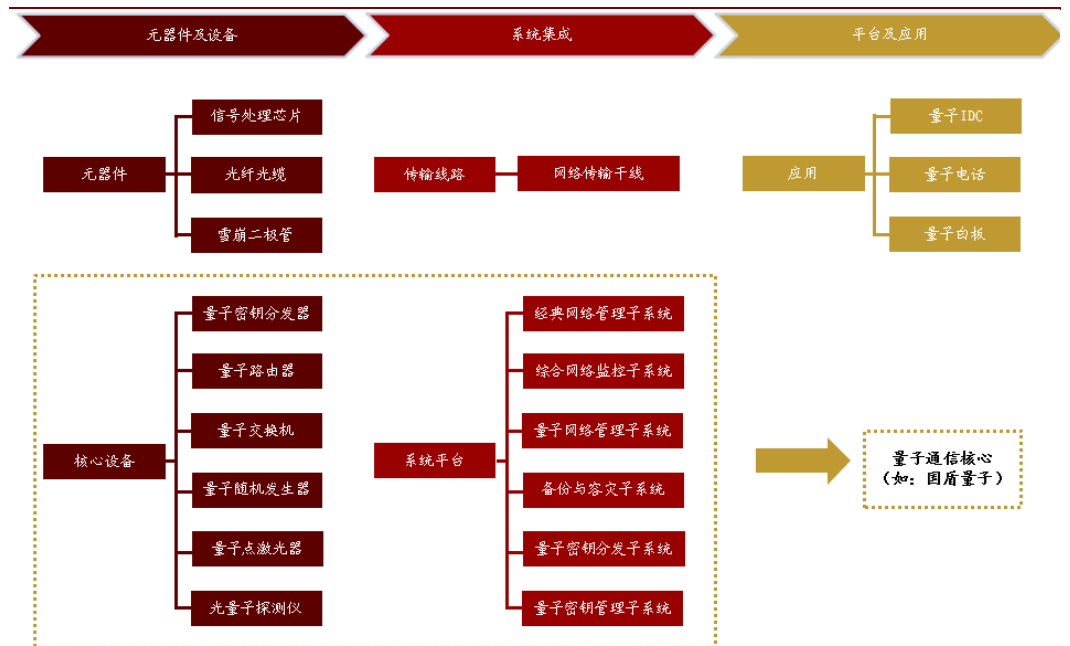 元器件及设备
系统集成
平台及应用
元器件
信号处理芯片
光纤光缆
雪崩二极管
传输线路
网络传输干线
应用
量子IDC
量子电话
量子白板
核心设备
量子密钥分发器
量子路由器
量子交换机
量子随机发生器
量子点激光器
光量子探测仪
系统平台
经典网络管理子系统
综合网络监控子系统
量子网络管理子系统
备份与容灾子系统
量子密钥分发子系统
量子密钥管理子系统
量子通信核心
（如：国盾量子）